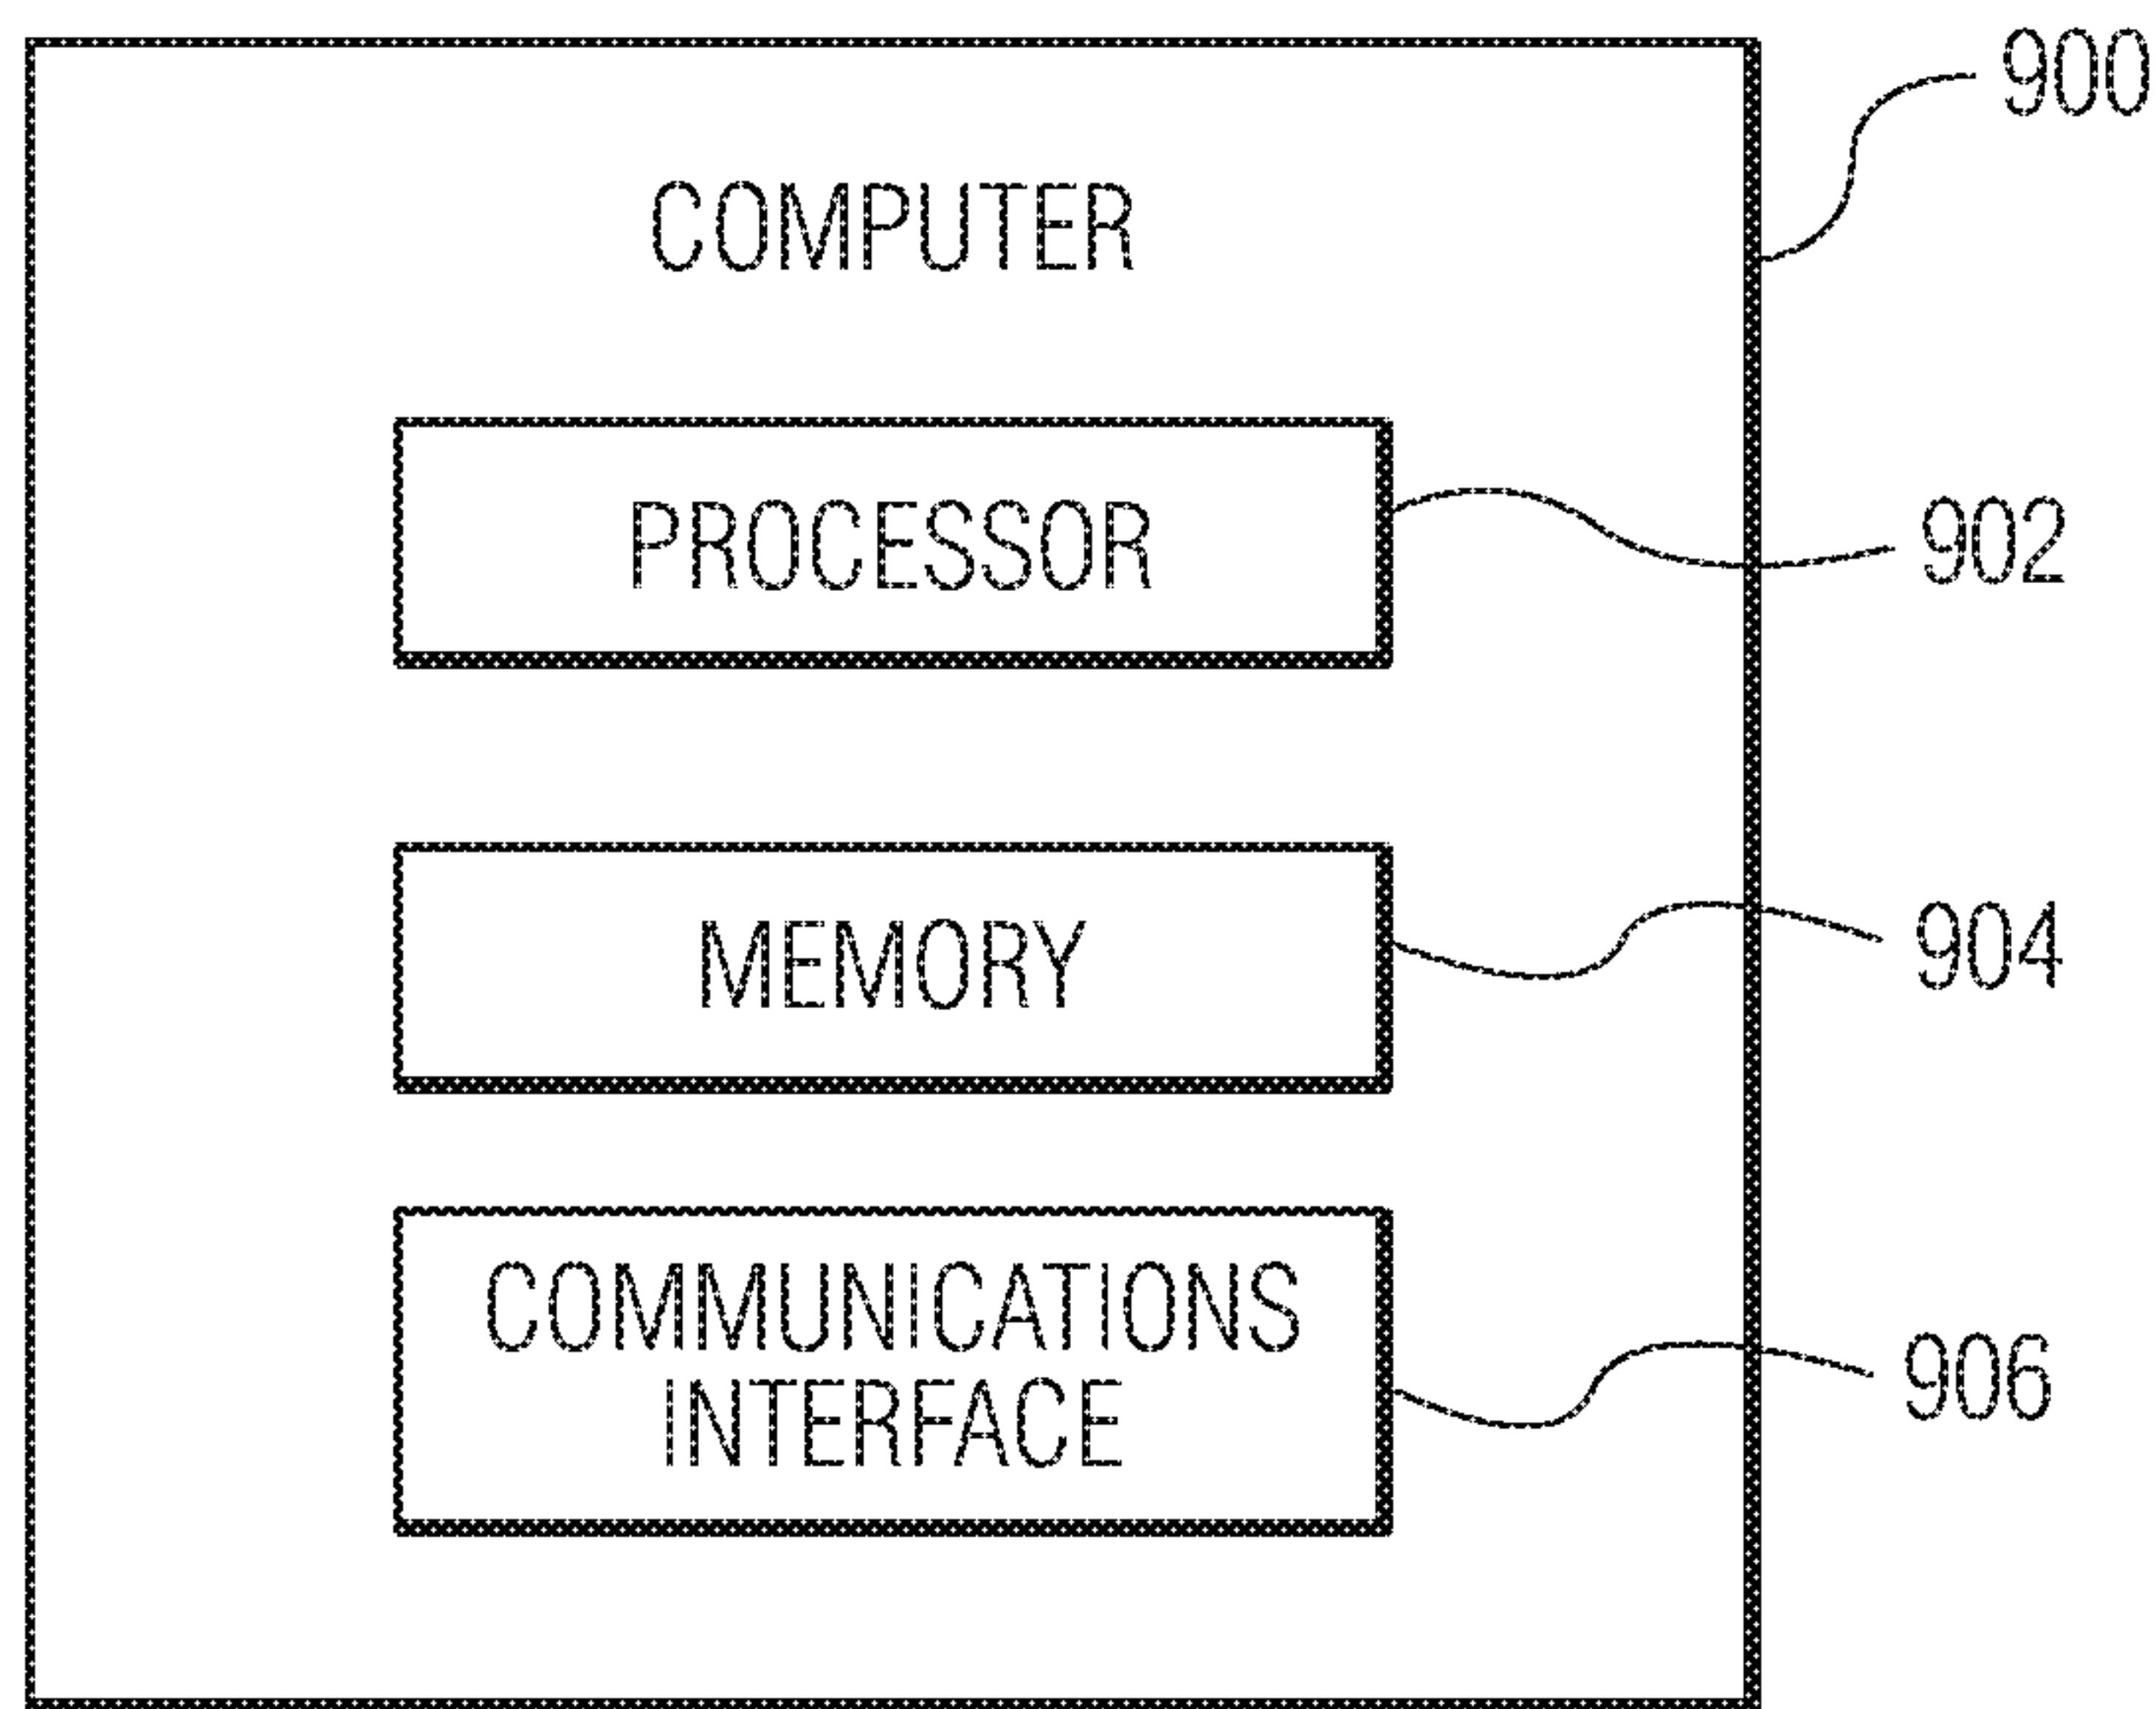 900
COMPUTER
PROCESSOR
902
MEMORY
904
COMMUNICATIONS
INTERFACE
906